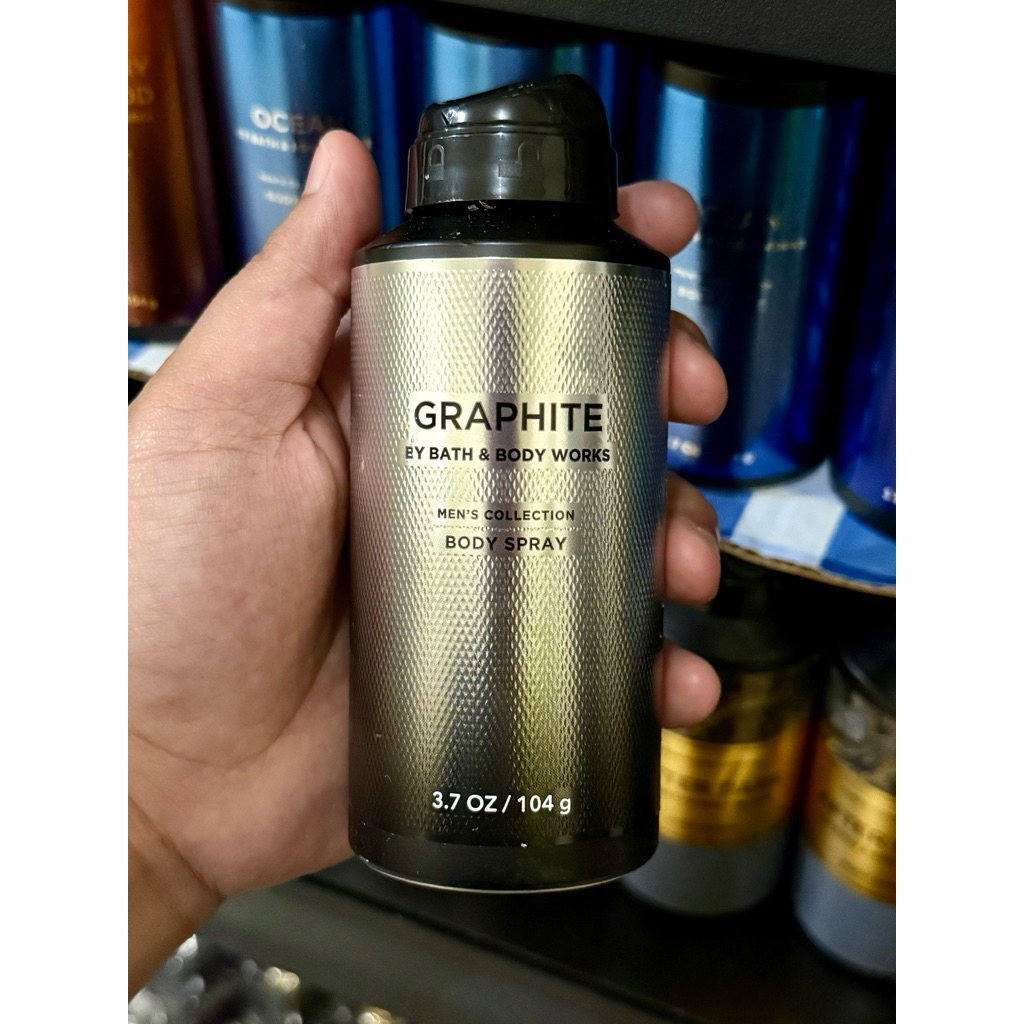 OCEAN
GRAPHITE
BY BATH & BODY WORKS
MEN'S COLLECTION
BODY SPRAY
3.7 OZ / 104 g